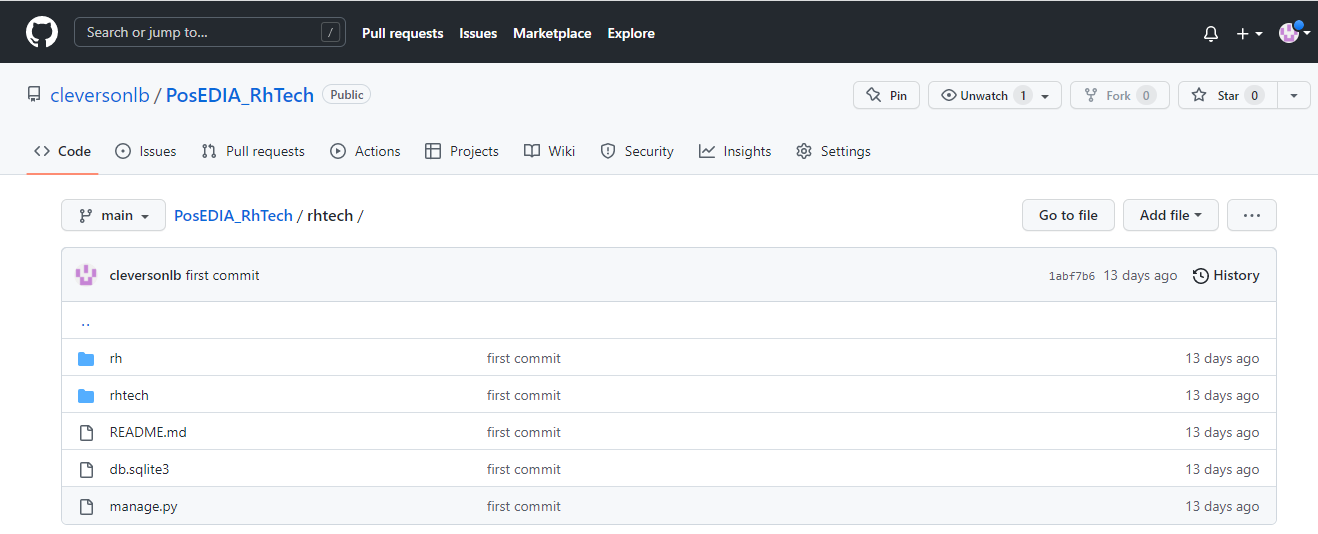 Search or jump to... / Pull requests Issues Marketplace Explore
cleversonlb / PosEDIA_RhTech Public Pin Unwatch 1 Fork 0 Star 0
Code Issues Pull requests Actions Projects Wiki Security Insights Settings
main PosEDIA_RhTech / rhtech / Go to file Add file ...
cleversonlb first commit 1abf7b6 13 days ago History
..
rh first commit 13 days ago
rhtech first commit 13 days ago
README.md first commit 13 days ago
db.sqlite3 first commit 13 days ago
manage.py first commit 13 days ago